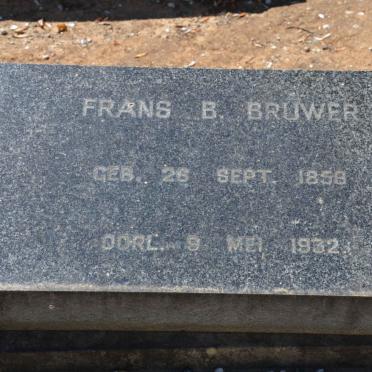 FRANS B. BRUWER
GEB. 26 SEPT. 1858
OORL. 9 MEI 1932.